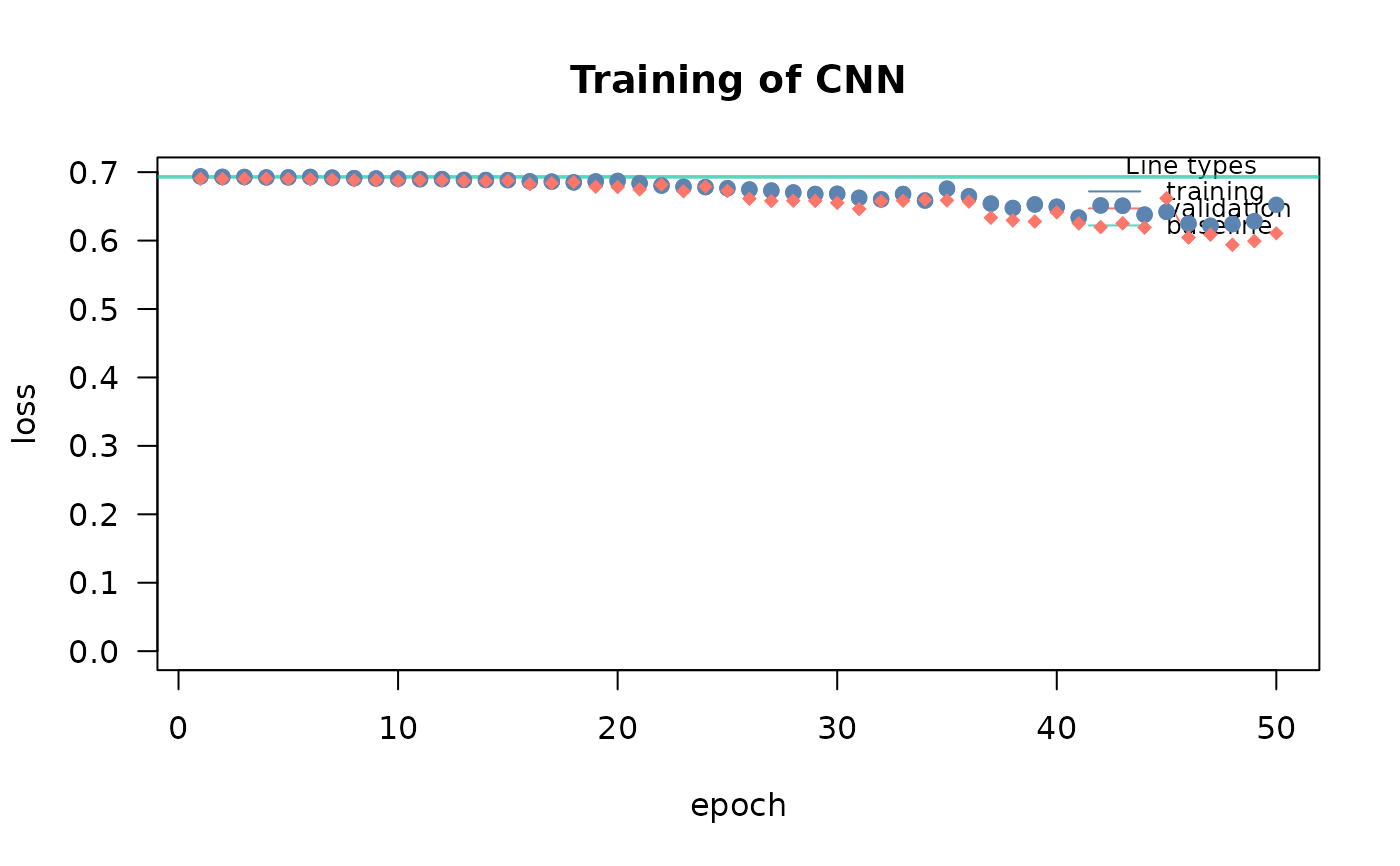 Training of CNN
Line types
training
validation
baseline
0.7
0.6
0.5
0.4
0.3
0.2
0.1
0.0
loss
0 10 20 30 40 50
epoch